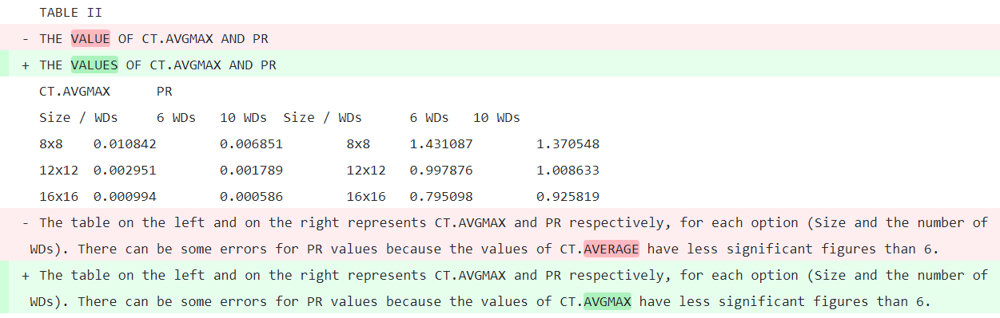 TABLE II
- THE VALUE OF CT.AVGMAX AND PR
+ THE VALUES OF CT.AVGMAX AND PR
CT.AVGMAX PR
Size / WDs 6 WDs 10 WDs Size / WDs 6 WDs 10 WDs
8x8 0.010842 0.006851 8x8 1.431087 1.370548
12x12 0.002951 0.001789 12x12 0.997876 1.008633
16x16 0.000994 0.000586 16x16 0.795098 0.925819
- The table on the left and on the right represents CT.AVGMAX and PR respectively, for each option (Size and the number of
WDs). There can be some errors for PR values because the values of CT.AVERAGE have less significant figures than 6.
+ The table on the left and on the right represents CT.AVGMAX and PR respectively, for each option (Size and the number of
WDs). There can be some errors for PR values because the values of CT.AVGMAX have less significant figures than 6.